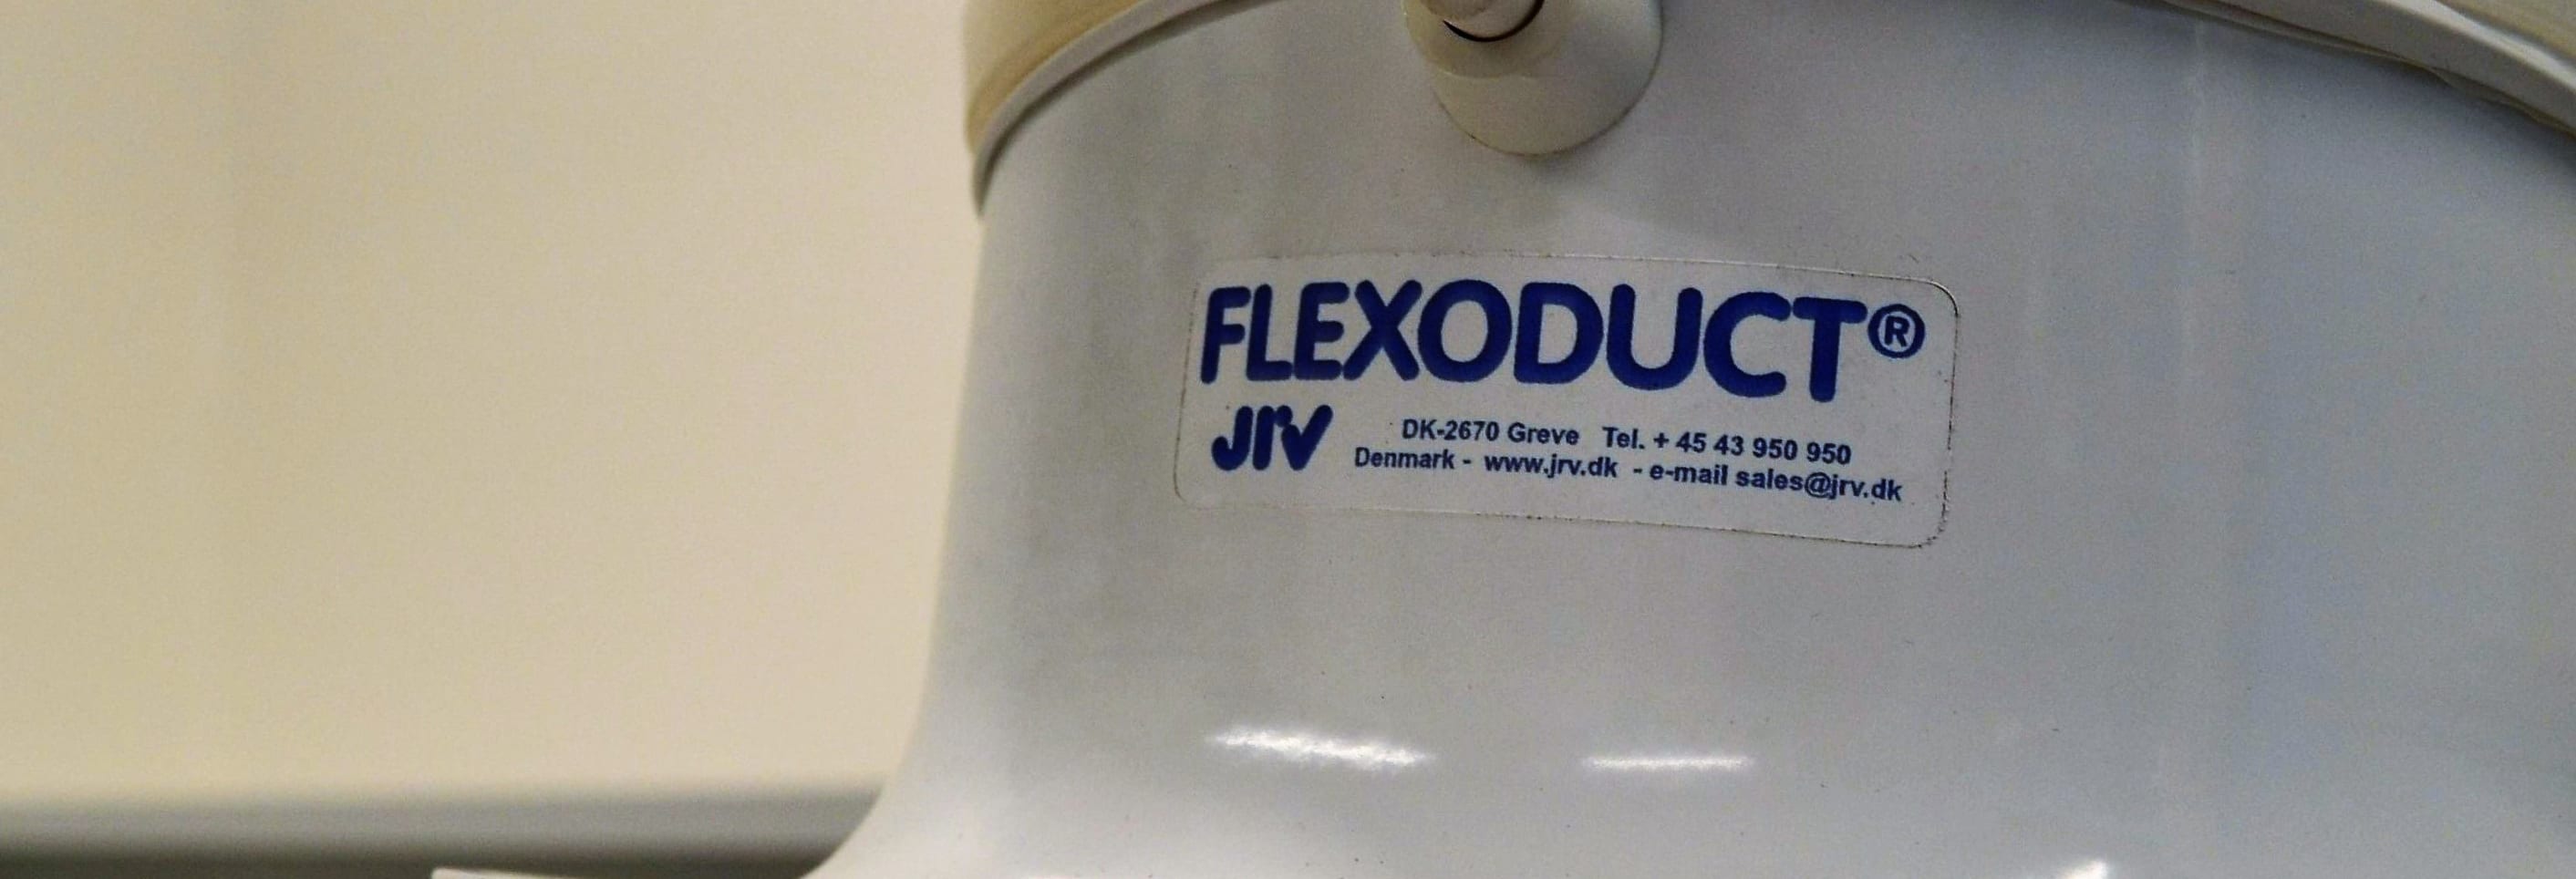 FLEXODUCT®
JRV DK-2670 Greve Tel. + 45 43 950 950
Denmark - www.jrv.dk - e-mail sales@jrv.dk